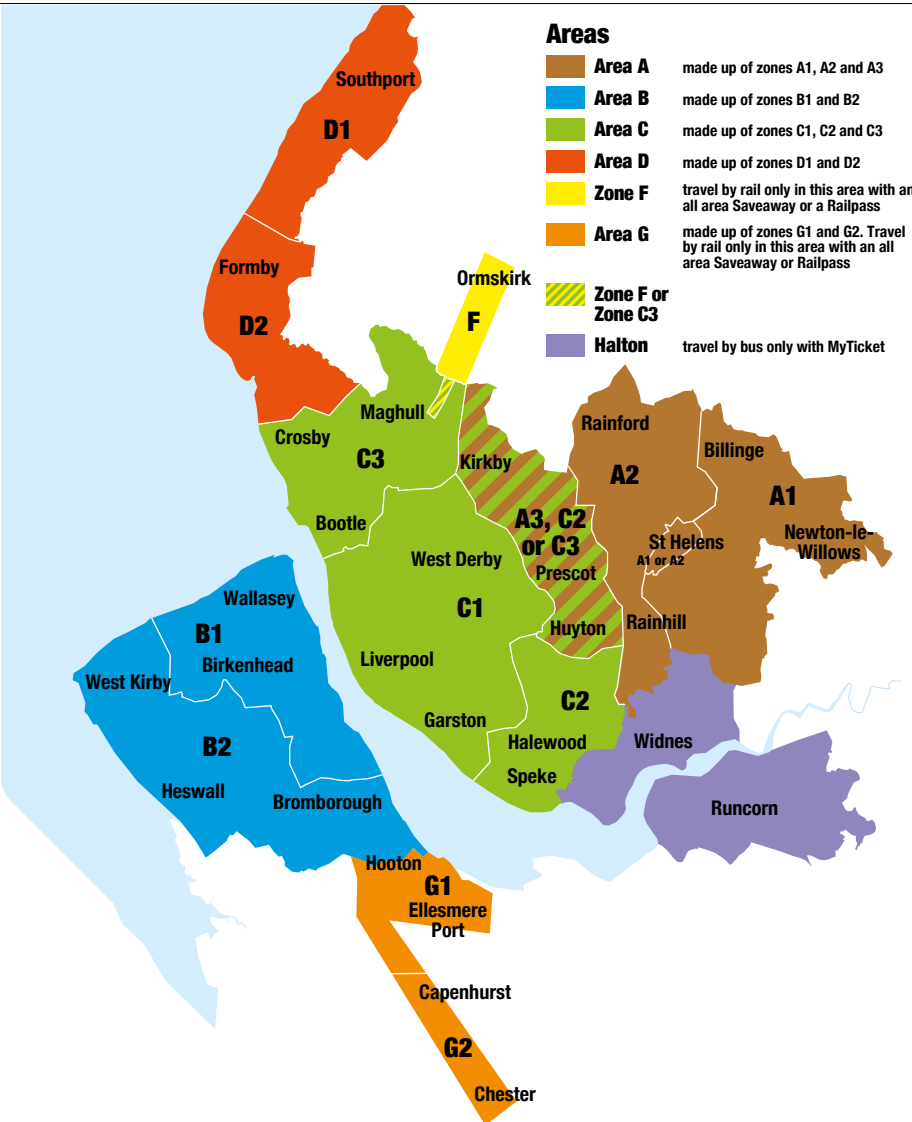 Areas
Area A made up of zones A1, A2 and A3
Area B made up of zones B1 and B2
Area C made up of zones C1, C2 and C3
Area D made up of zones D1 and D2
Zone F travel by rail only in this area with an
all area Saveaway or a Railpass
Area G made up of zones G1 and G2. Travel
by rail only in this area with an all
area Saveaway or Railpass
Zone F or
Zone C3
Halton travel by bus only with MyTicket
Southport
D1
Formby
D2
Ormskirk
F
Maghull
Crosby
C3
Bootle
Kirkby
A3, C2
or C3
Prescot
Huyton
Rainford
A2
Billinge
A1
Newton-le-
Willows
St Helens
A1 or A2
Rainhill
West Derby
C1
Liverpool
Garston
C2
Halewood
Speke
Widnes
Runcorn
Wallasey
B1
Birkenhead
West Kirby
B2
Heswall
Bromborough
Hooton
G1
Ellesmere
Port
Capenhurst
G2
Chester